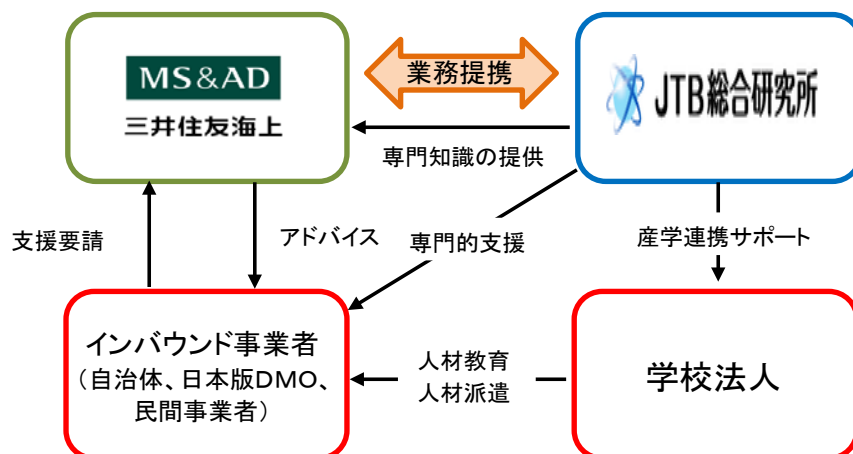 MS&AD
三井住友海上
業務提携
JTB総合研究所
専門知識の提供
支援要請
アドバイス
専門的支援
産学連携サポート
インバウンド事業者
（自治体、日本版DMO、
民間事業者）
人材教育
人材派遣
学校法人